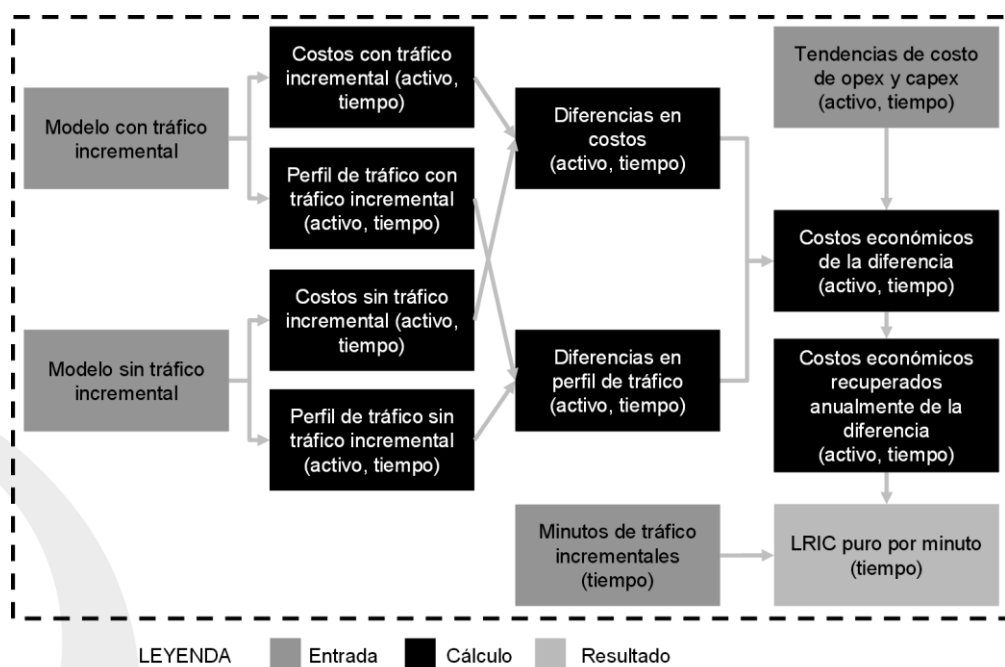 Modelo con tráfico
incremental
Modelo sin tráfico
incremental
Costos con tráfico
incremental (activo,
tiempo)
Perfil de tráfico con
tráfico incremental
(activo, tiempo)
Costos sin tráfico
incremental (activo,
tiempo)
Perfil de tráfico sin
tráfico incremental
(activo, tiempo)
Diferencias en
costos
(activo, tiempo)
Diferencias en
perfil de tráfico
(activo, tiempo)
Minutos de tráfico
incrementales
(tiempo)
Tendencias de costo
de opex y capex
(activo, tiempo)
Costos económicos
de la diferencia
(activo, tiempo)
Costos económicos
recuperados
anualmente de la
diferencia
(activo, tiempo)
LRIC puro por minuto
(tiempo)
LEYENDA
Entrada
Cálculo
Resultado